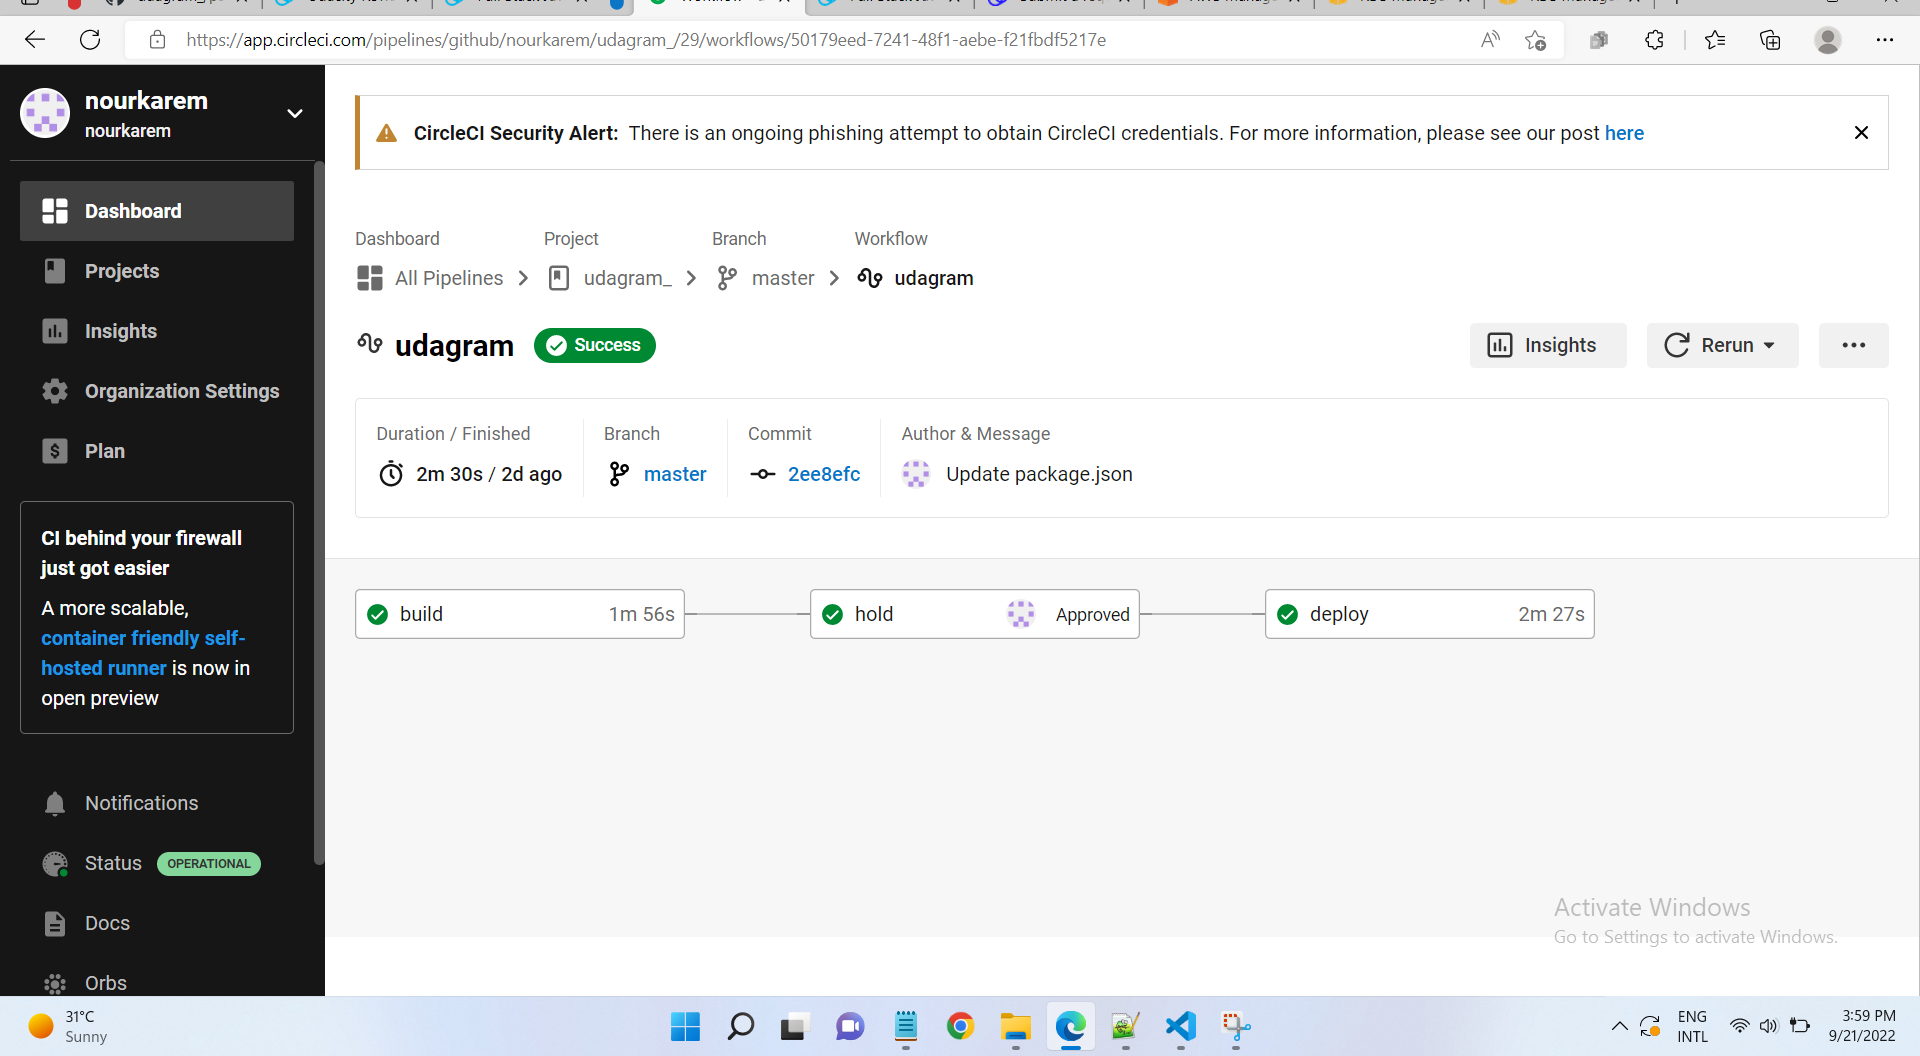 https://app.circleci.com/pipelines/github/nourkarem/udagram_/29/workflows/50179eed-7241-48f1-aebe-f21fbdf5217e
nourkarem
nourkarem
Dashboard
Projects
Insights
Organization Settings
Plan
CI behind your firewall
just got easier
A more scalable,
container friendly self-
hosted runner is now in
open preview
Notifications
Status OPERATIONAL
Docs
Orbs
CircleCI Security Alert: There is an ongoing phishing attempt to obtain CircleCI credentials. For more information, please see our post here
Dashboard Project Branch Workflow
All Pipelines udagram_ master udagram
udagram Success
Insights Rerun
Duration / Finished Branch Commit Author & Message
2m 30s / 2d ago master 2ee8efc Update package.json
build 1m 56s hold Approved deploy 2m 27s
Activate Windows
Go to Settings to activate Windows.
31°C
Sunny
ENG
INTL
3:59 PM
9/21/2022